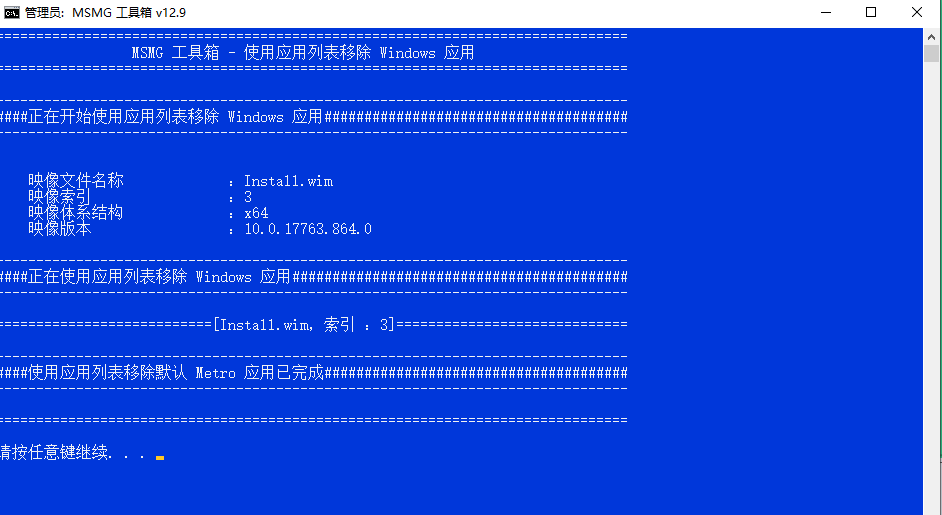 管理员: MSMG 工具箱 v12.9
===============================================================================
MSMG 工具箱 - 使用应用列表移除 Windows 应用
===============================================================================
-------------------------------------------------------------------------------
####正在开始使用应用列表移除 Windows 应用######################################
-------------------------------------------------------------------------------
映像文件名称 : Install.wim
映像索引 : 3
映像体系结构 : x64
映像版本 : 10.0.17763.864.0
-------------------------------------------------------------------------------
####正在使用应用列表移除 Windows 应用##########################################
-------------------------------------------------------------------------------
===========================[Install.wim, 索引 : 3]=============================
-------------------------------------------------------------------------------
####使用应用列表移除默认 Metro 应用已完成######################################
-------------------------------------------------------------------------------
===============================================================================
请按任意键继续. . .